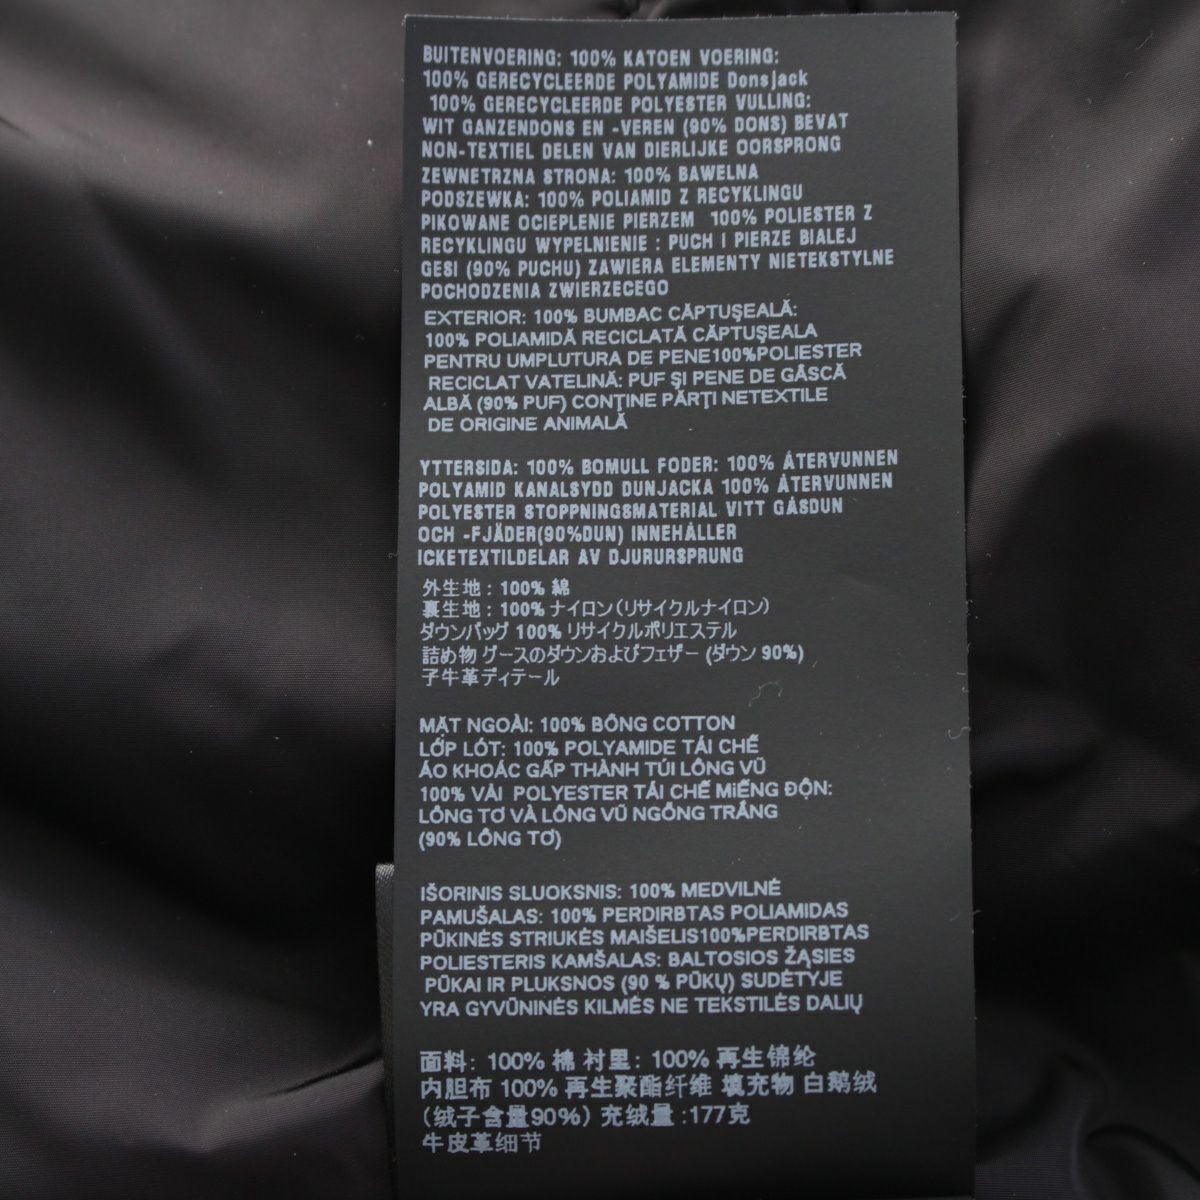 BUITENVOERING: 100% KATOEN VOERING:
100% GERECYCLEERDE POLYAMIDE Donsjack
100% GERECYCLEERDE POLYESTER VULLING:
WIT GANZENDONS EN -VEREN (90% DONS) BEVAT
NON-TEXTIEL DELEN VAN DIERLIJKE OORSPRONG
ZEWNETRZNA STRONA: 100% BAWELNA
PODSZEWKA: 100% POLIAMID Z RECYKLINGU
PIKOWANE OCIEPLENIE PIERZEM 100% POLIESTER Z
RECYKLINGU WYPELNIENIE : PUCH I PIERZE BIALEJ
GESI (90% PUCHU) ZAWIERA ELEMENTY NIETEKSTYLNE
POCHODZENIA ZWIERZECEGO
EXTERIOR: 100% BUMBAC CĂPTUŞEALĂ:
100% POLIAMIDĂ RECICLATĂ CĂPTUŞEALA
PENTRU UMPLUTURA DE PENE100%POLIESTER
RECICLAT VATELINĂ: PUF ŞI PENE DE GÂSCĂ
ALBĂ (90% PUF) CONŢINE PĂRŢI NETEXTILE
DE ORIGINE ANIMALĂ
YTTERSIDA: 100% BOMULL FODER: 100% ÅTERVUNNEN
POLYAMID KANALSYDD DUNJACKA 100% ÅTERVUNNEN
POLYESTER STOPPNINGSMATERIAL VITT GÅSDUN
OCH -FJÄDER(90%DUN) INNEHÅLLER
ICKETEXTILDELAR AV DJURURSPRUNG
外生地 : 100% 綿
裏生地 : 100% ナイロン(リサイクルナイロン)
ダウンバッグ 100% リサイクルポリエステル
詰め物 グースのダウンおよびフェザー (ダウン 90%)
子牛革ディテール
MẶT NGOÀI: 100% BÔNG COTTON
LỚP LÓT: 100% POLYAMIDE TÁI CHẾ
ÁO KHOÁC GẤP THÀNH TÚI LÔNG VŨ
100% VẢI POLYESTER TÁI CHẾ MIẾNG ĐỘN:
LÔNG TƠ VÀ LÔNG VŨ NGỖNG TRẮNG
(90% LÔNG TƠ)
IŠORINIS SLUOKSNIS: 100% MEDVILNĖ
PAMUŠALAS: 100% PERDIRBTAS POLIAMIDAS
PŪKINĖS STRIUKĖS MAIŠELIS100%PERDIRBTAS
POLIESTERIS KAMŠALAS: BALTOSIOS ŽĄSIES
PŪKAI IR PLUKSNOS (90 % PŪKŲ) SUDĖTYJE
YRA GYVŪNINĖS KILMĖS NE TEKSTILĖS DALIŲ
面料: 100% 棉 衬里: 100% 再生锦纶
内胆布 100% 再生聚酯纤维 填充物 白鹅绒
(绒子含量90%) 充绒量 :177克
牛皮革细节